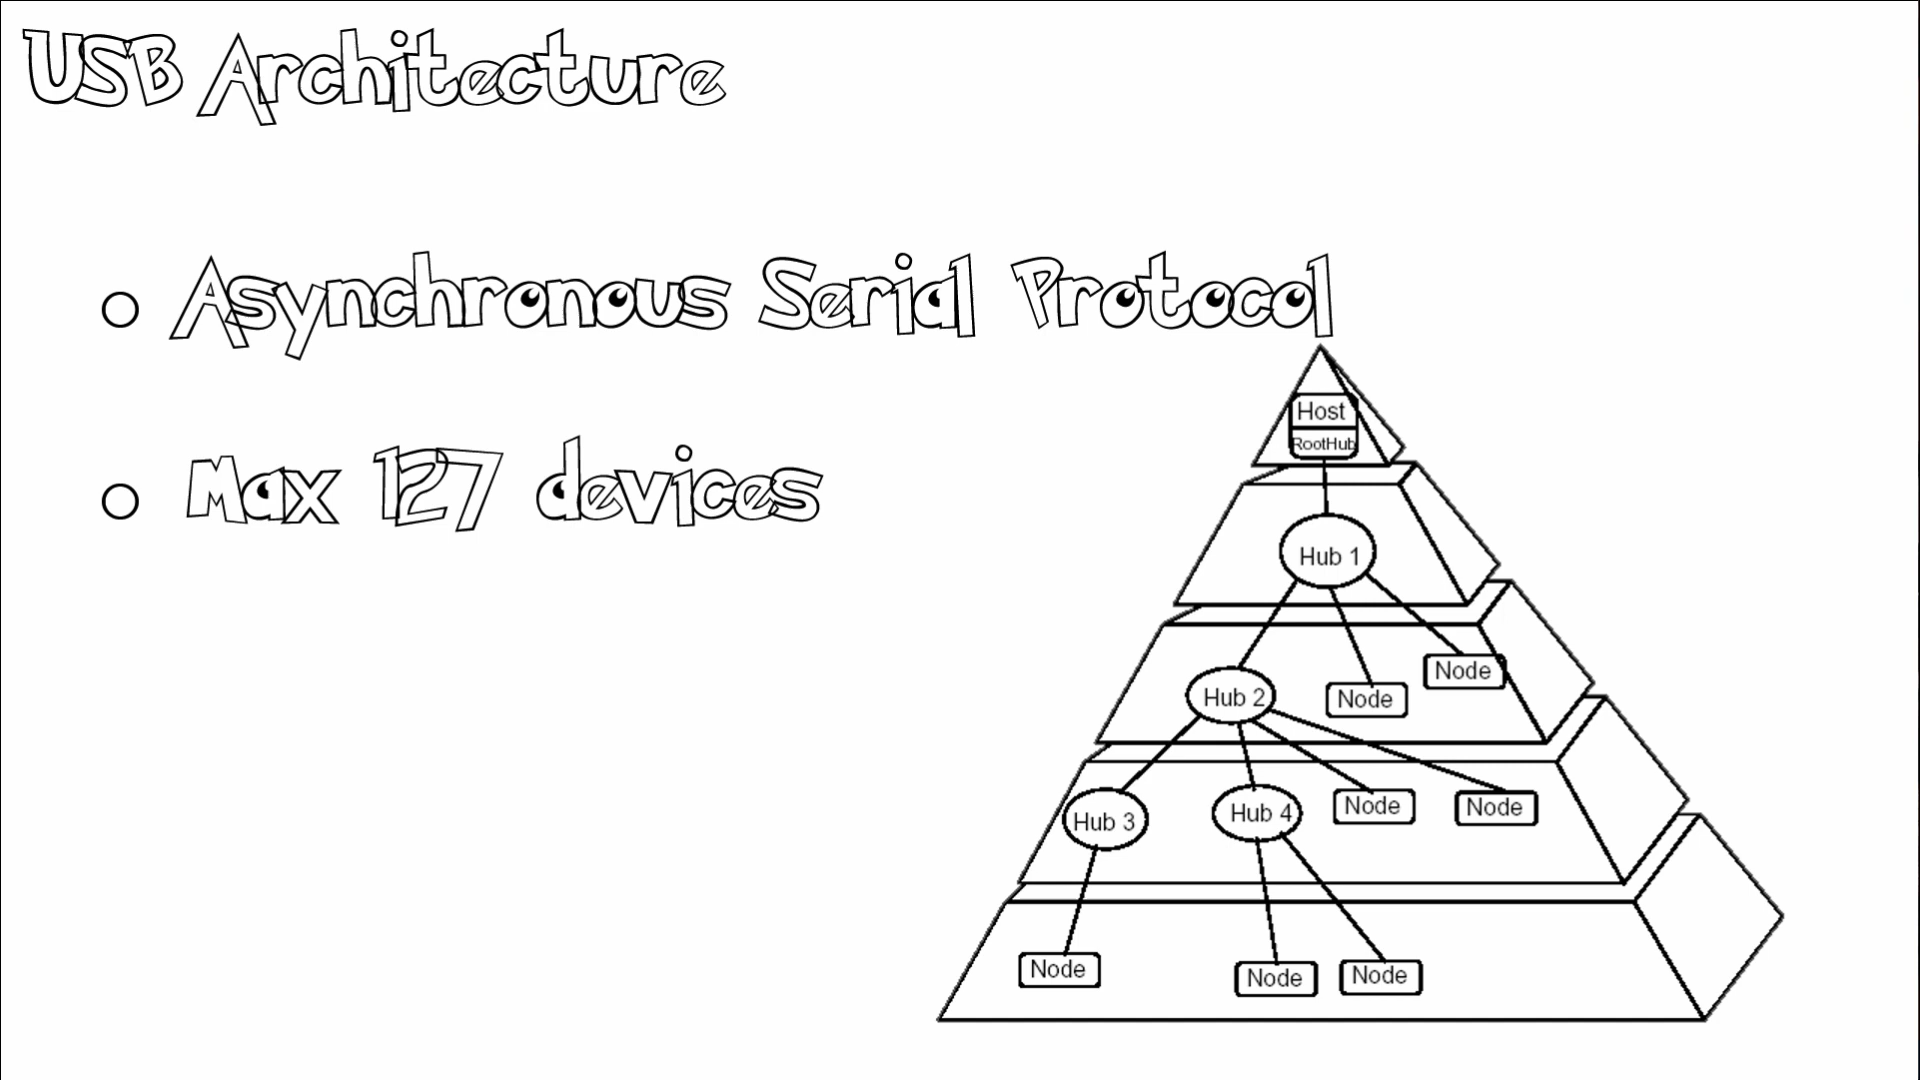 USB Architecture
Asynchronous Serial Protocol
Max 127 devices
Host
RootHub
Hub 1
Node
Hub 2
Node
Hub 3
Hub 4
Node
Node
Node
Node
Node